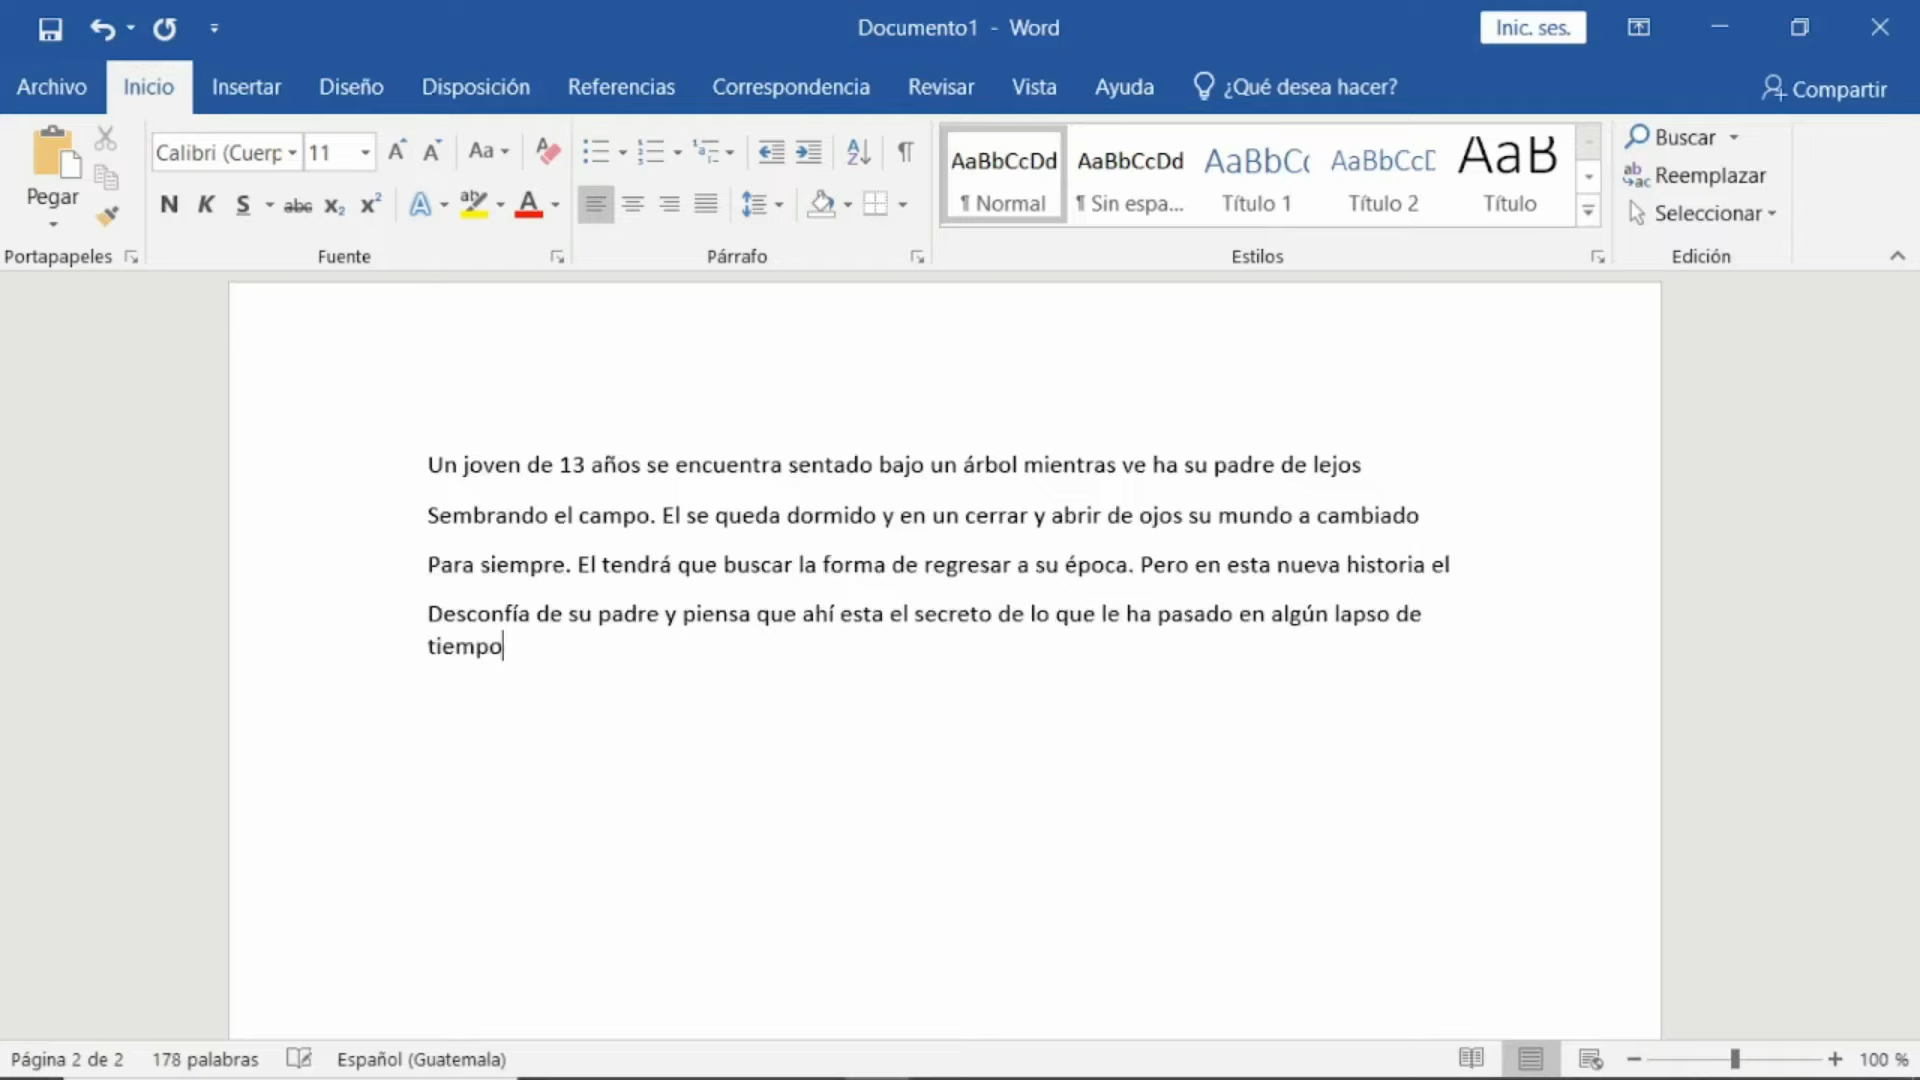 Documento1 - Word
Inic. ses.
Archivo Inicio Insertar Diseño Disposición Referencias Correspondencia Revisar Vista Ayuda ¿Qué desea hacer? Compartir
Pegar
Portapapeles
Calibri (Cuerp 11 Aa
N K S abc x₂ x² A aby A
Fuente
Párrafo
AaBbCcDd AaBbCcDd AaBbCc AaBbCcD AaB
¶ Normal ¶ Sin espa... Título 1 Título 2 Título
Estilos
Buscar
Reemplazar
Seleccionar
Edición
Un joven de 13 años se encuentra sentado bajo un árbol mientras ve ha su padre de lejos
Sembrando el campo. El se queda dormido y en un cerrar y abrir de ojos su mundo a cambiado
Para siempre. El tendrá que buscar la forma de regresar a su época. Pero en esta nueva historia el
Desconfía de su padre y piensa que ahí esta el secreto de lo que le ha pasado en algún lapso de
tiempo
Página 2 de 2 178 palabras Español (Guatemala) 100 %